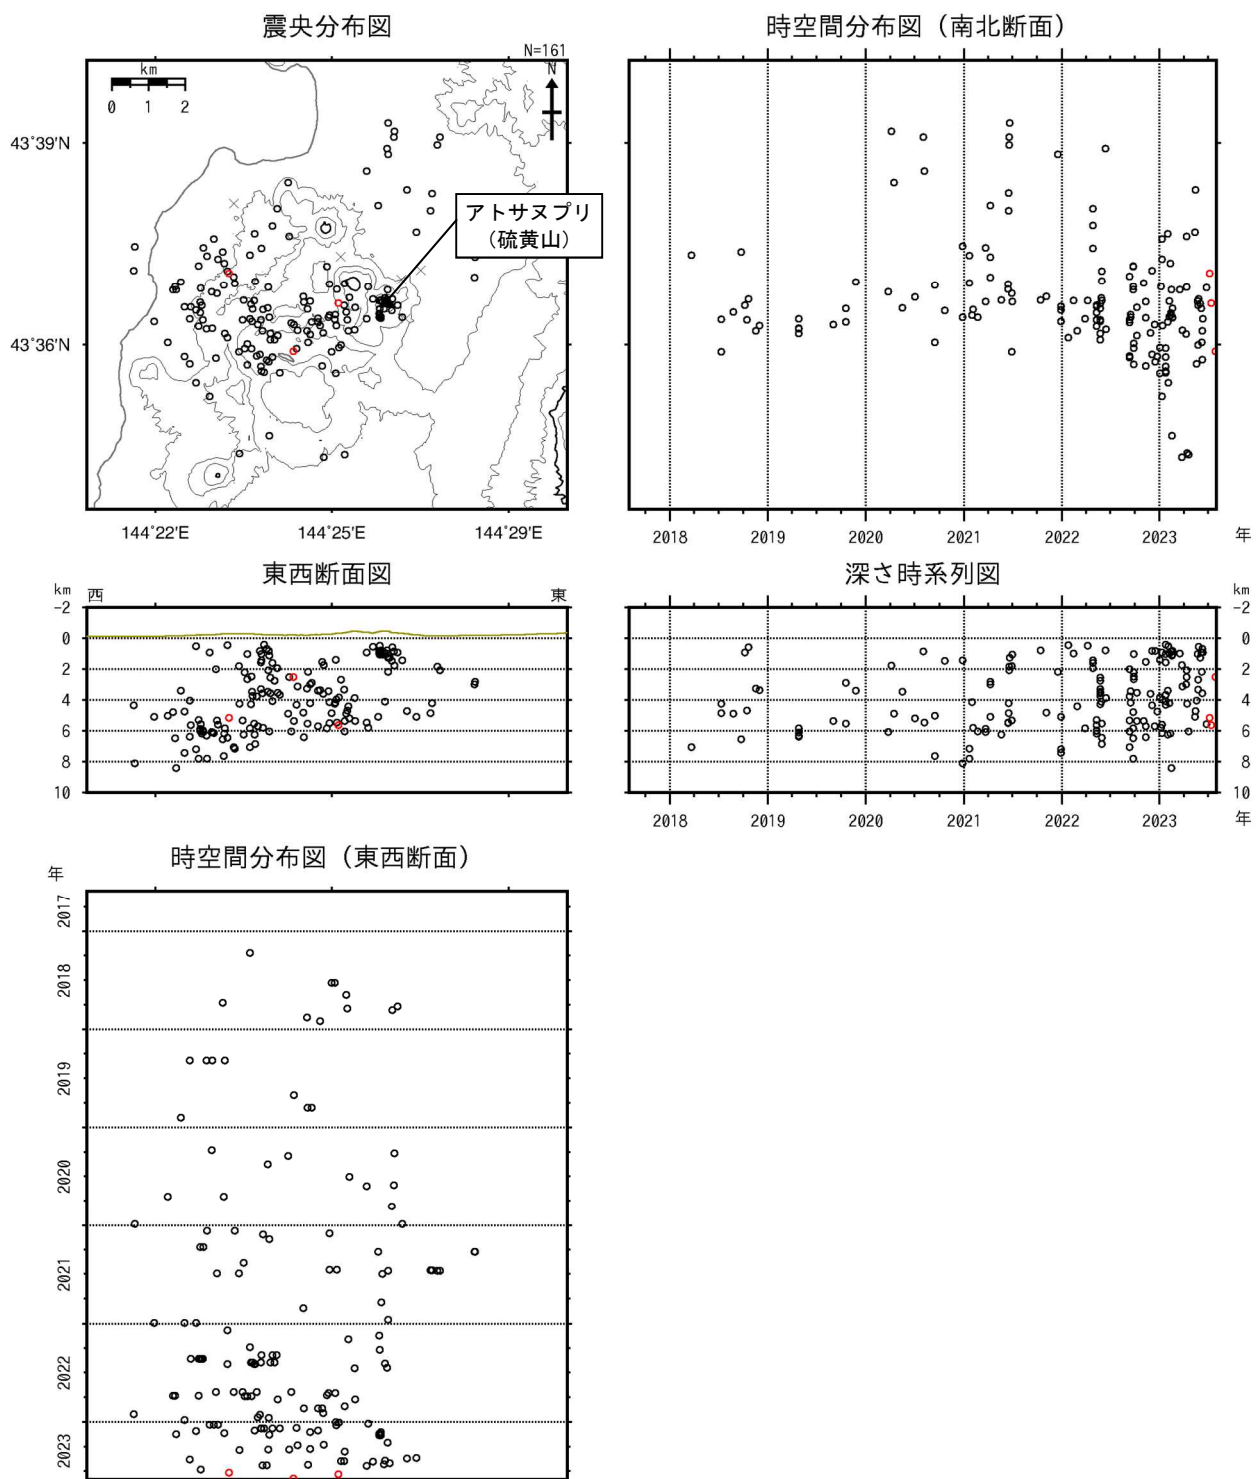 震央分布図
N=161
km
0 1 2
N
43°39′N
43°36′N
144°22′E 144°25′E 144°29′E
アトサヌプリ
（硫黄山）
時空間分布図（南北断面）
2018 2019 2020 2021 2022 2023 年
東西断面図
km 西 東
-2
0
2
4
6
8
10
深さ時系列図
km
-2
0
2
4
6
8
10
2018 2019 2020 2021 2022 2023 年
時空間分布図（東西断面）
年
2017
2018
2019
2020
2021
2022
2023